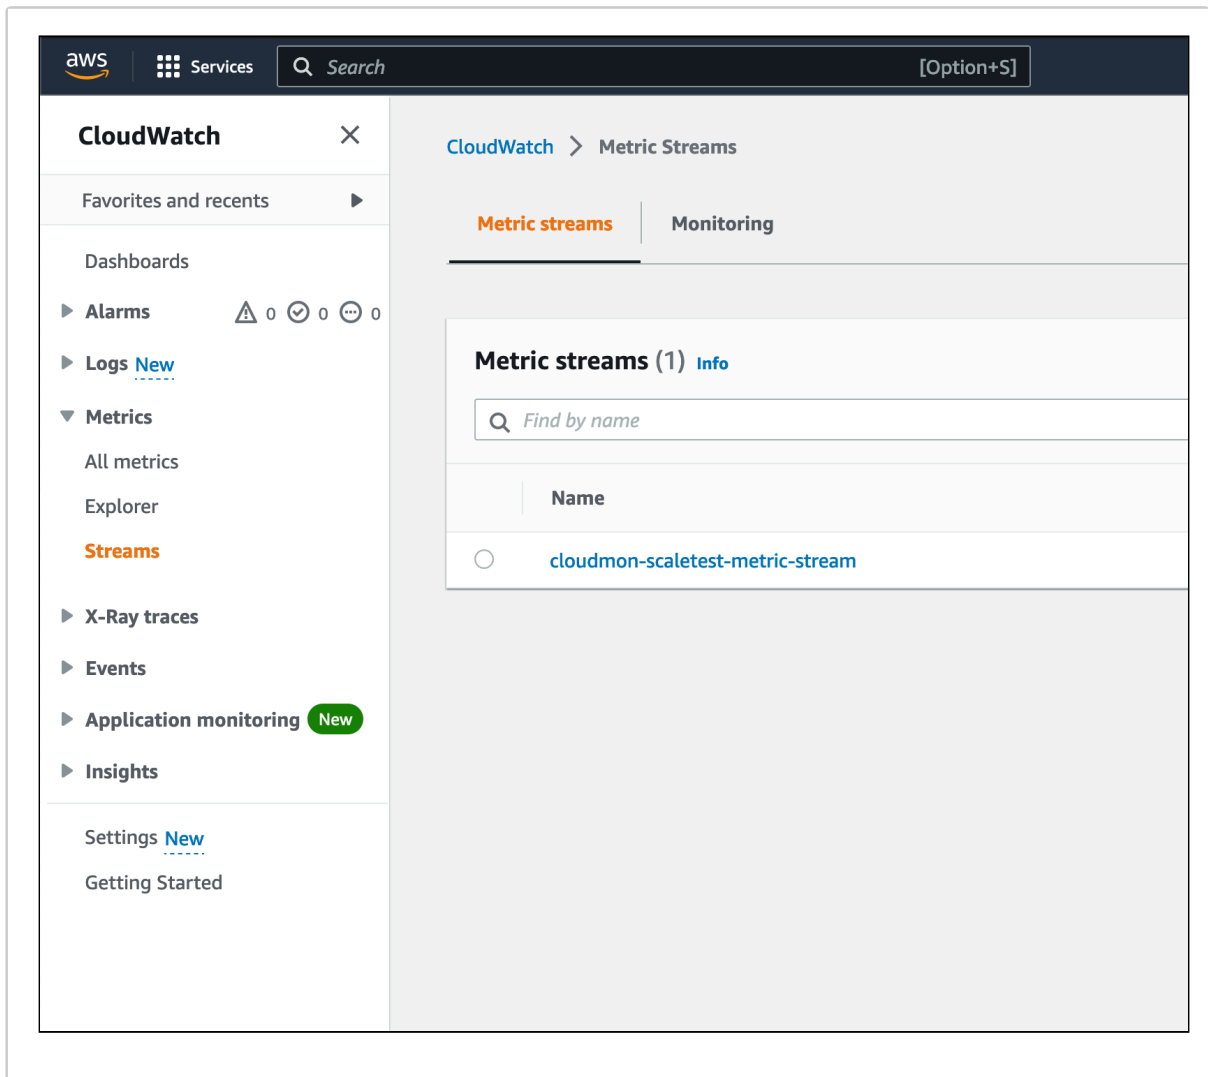 aws Services Search [Option+S]
CloudWatch
Favorites and recents
Dashboards
Alarms 0 0 0
Logs New
Metrics
All metrics
Explorer
Streams
X-Ray traces
Events
Application monitoring New
Insights
Settings New
Getting Started
CloudWatch > Metric Streams
Metric streams Monitoring
Metric streams (1) Info
Find by name
Name
cloudmon-scaletest-metric-stream